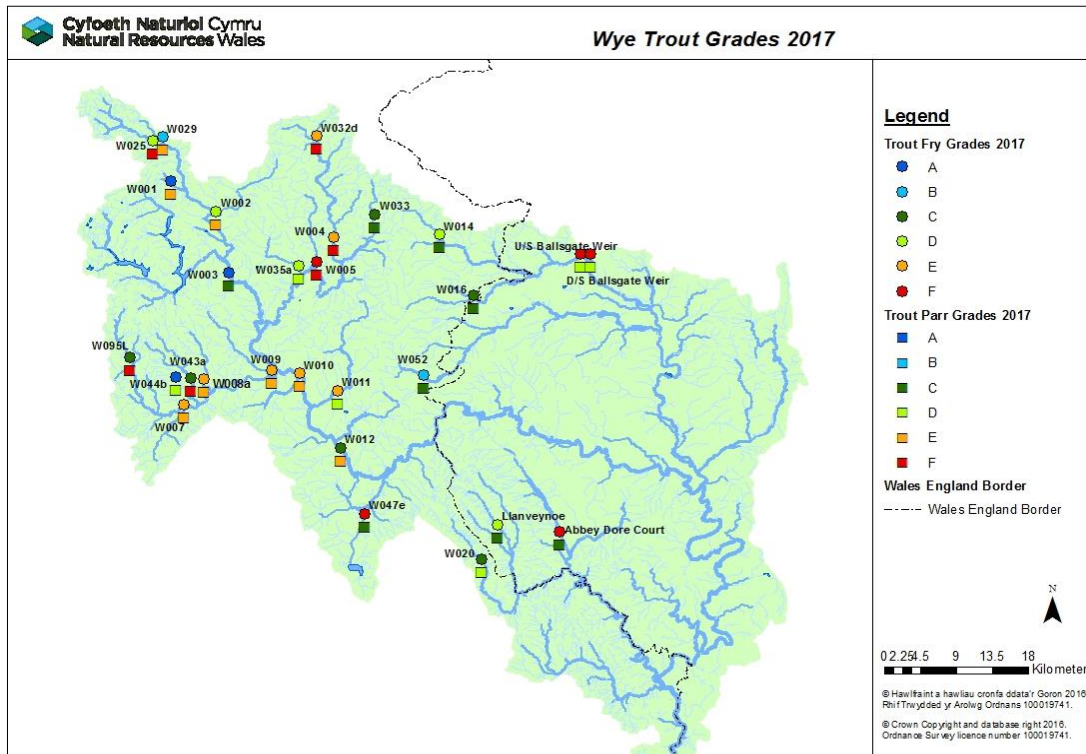 Cyfoeth Naturiol Cymru
Natural Resources Wales
Wye Trout Grades 2017
W029
W025
W032d
W001
W002
W033
W004
W014
U/S Ballsgate Weir
W003
W035a
W005
D/S Ballsgate Weir
W016
W095L
W043a
W009
W010
W052
W044b
W008a
W011
W007
W012
W047e
Llanveynoe
Abbey Dore Court
W020
Legend
Trout Fry Grades 2017
A
B
C
D
E
F
Trout Parr Grades 2017
A
B
C
D
E
F
Wales England Border
Wales England Border
N
0 2.25 4.5 9 13.5 18
Kilometer
© Hawlfraint a hawliau cronfa ddata'r Goron 2016
Rhif Trwydded yr Arolwg Ordnans 100019741.
© Crown Copyright and database right 2016.
Ordnance Survey licence number 100019741.